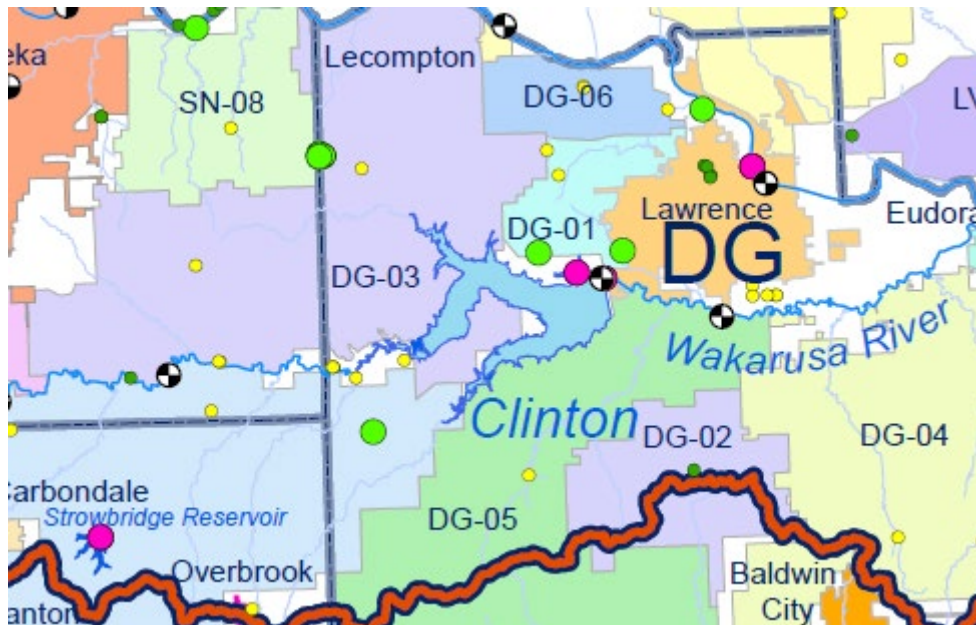 eka
Lecompton
SN-08
DG-06
LV
DG-01
Lawrence
Eudora
DG
DG-03
Wakarusa River
Clinton
DG-02
DG-04
Carbondale
Strowbridge Reservoir
DG-05
Overbrook
Baldwin
City
anton